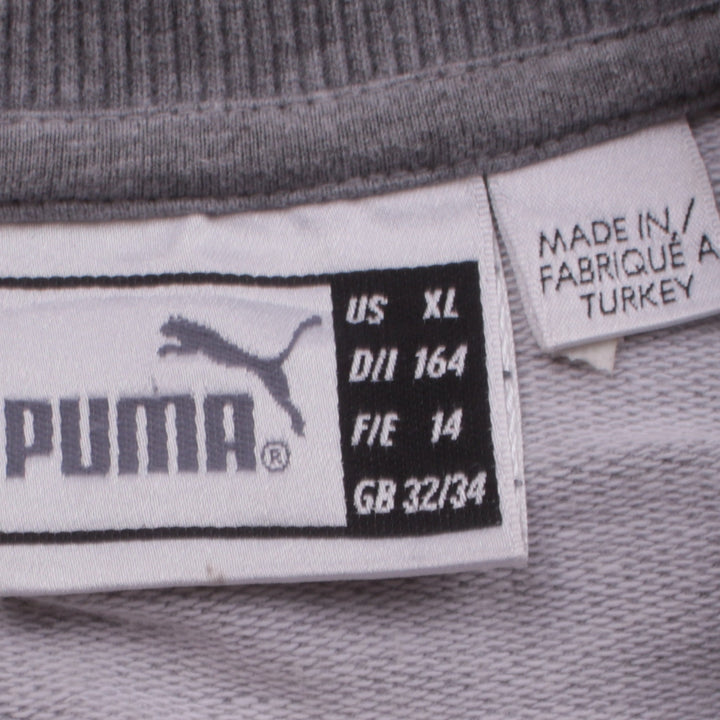 PUMA®
US XL
D/I 164
F/E 14
GB 32/34
MADE IN/
FABRIQUÉ A
TURKEY